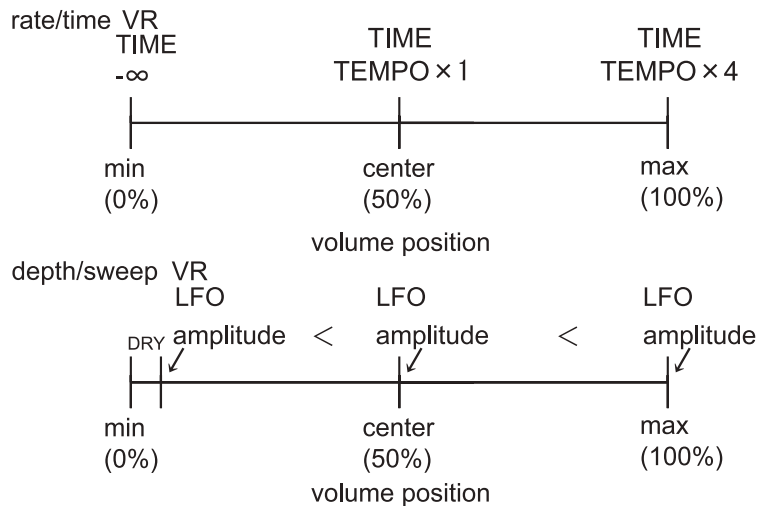 rate/time VR
TIME TIME TIME
-∞ TEMPO×1 TEMPO×4
min center max
(0%) (50%) (100%)
volume position
depth/sweep VR
LFO LFO LFO
DRY amplitude < amplitude < amplitude
min center max
(0%) (50%) (100%)
volume position